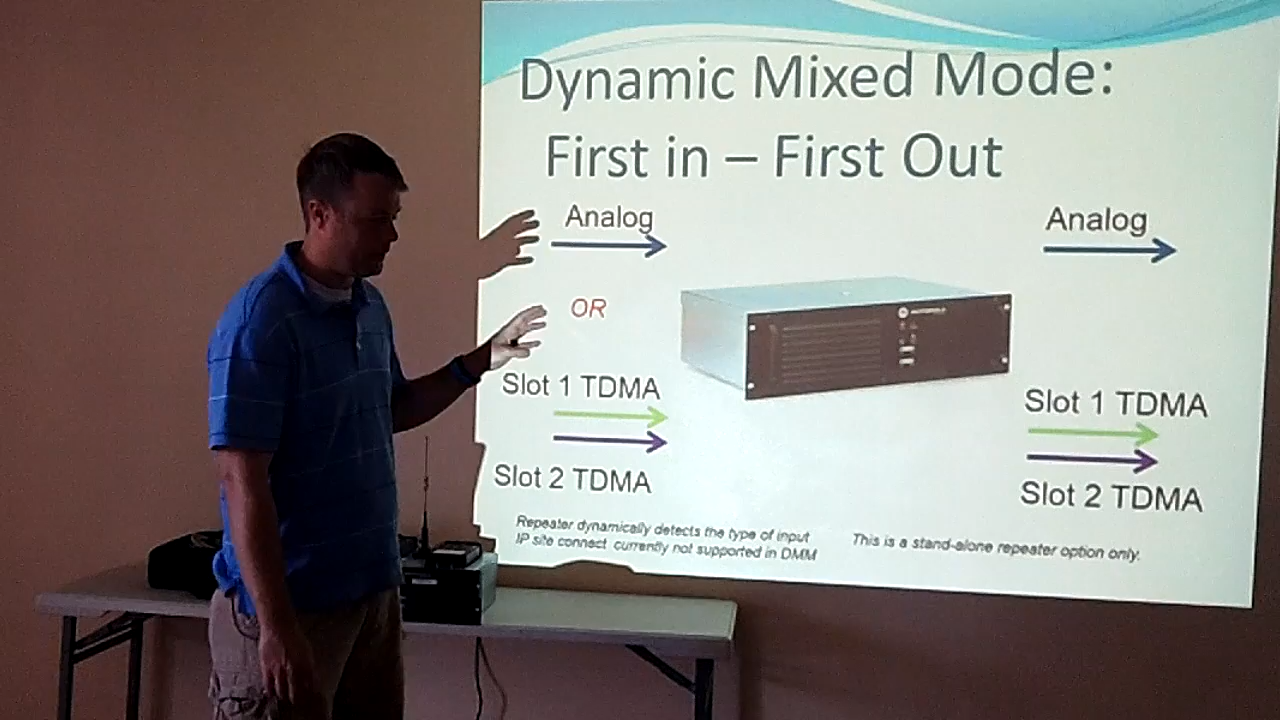 Dynamic Mixed Mode:
First in – First Out
Analog
Analog
OR
Slot 1 TDMA
Slot 1 TDMA
Slot 2 TDMA
Slot 2 TDMA
Repeater dynamically detects the type of input
IP site connect currently not supported in DMM
This is a stand-alone repeater option only.